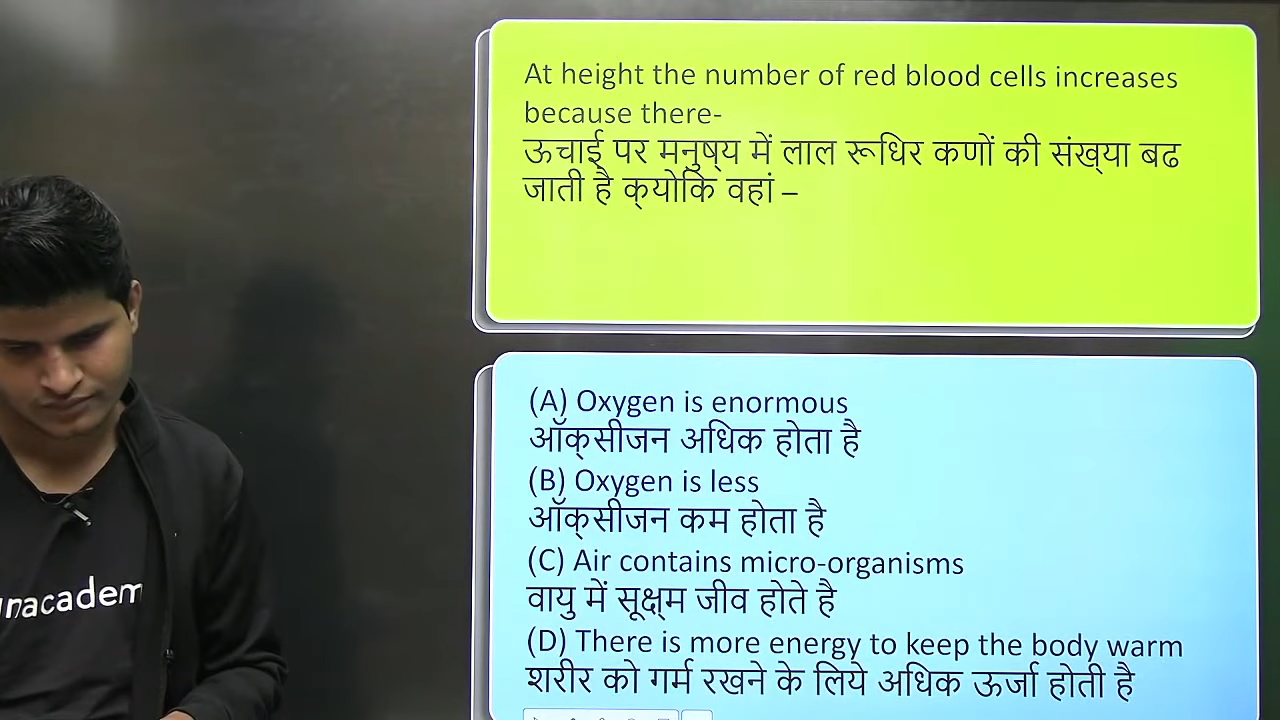 At height the number of red blood cells increases
because there-
ऊचाई पर मनुष्य में लाल रूधिर कणों की संख्या बढ
जाती है क्योकि वहां –
(A) Oxygen is enormous
ऑक्सीजन अधिक होता है
(B) Oxygen is less
ऑक्सीजन कम होता है
(C) Air contains micro-organisms
वायु में सूक्ष्म जीव होते है
(D) There is more energy to keep the body warm
शरीर को गर्म रखने के लिये अधिक ऊर्जा होती है
unacadem